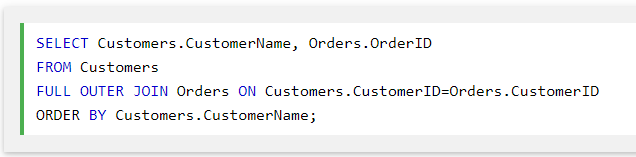 SELECT Customers.CustomerName, Orders.OrderID
FROM Customers
FULL OUTER JOIN Orders ON Customers.CustomerID=Orders.CustomerID
ORDER BY Customers.CustomerName;